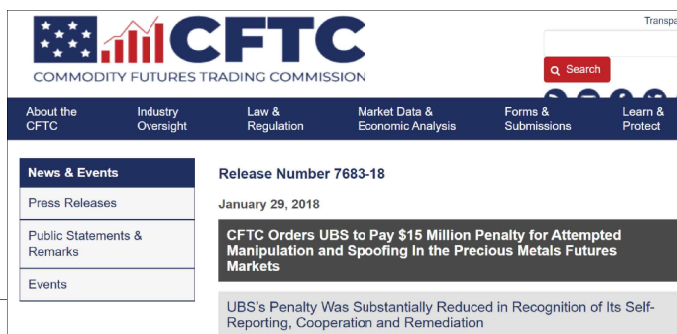 Transpa
CFTC
COMMODITY FUTURES TRADING COMMISSION
Search
About the CFTC
Industry Oversight
Law & Regulation
Market Data & Economic Analysis
Forms & Submissions
Learn & Protect
News & Events
Press Releases
Public Statements &
Remarks
Events
Release Number 7683-18
January 29, 2018
CFTC Orders UBS to Pay $15 Million Penalty for Attempted
Manipulation and Spoofing In the Precious Metals Futures
Markets
UBS's Penalty Was Substantially Reduced in Recognition of Its Self-
Reporting, Cooperation and Remediation